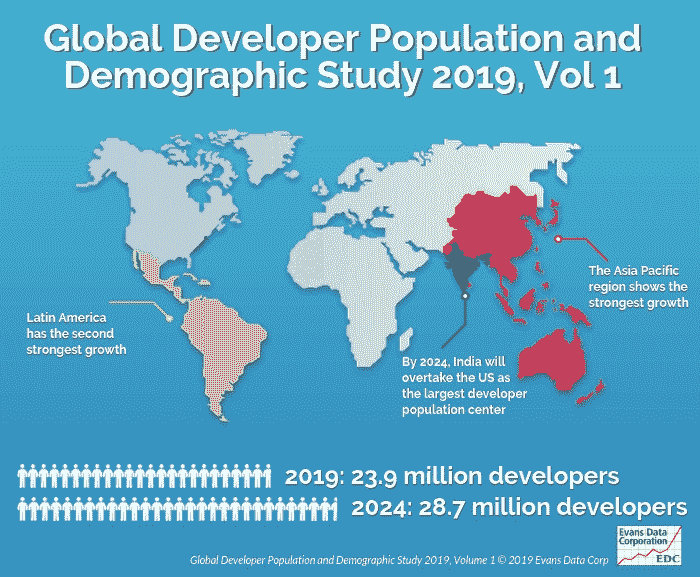 Global Developer Population and
Demographic Study 2019, Vol 1
The Asia Pacific
region shows the
strongest growth
Latin America
has the second
strongest growth
By 2024, India will
overtake the US as
the largest developer
population center
2019: 23.9 million developers
2024: 28.7 million developers
Evans Data
Corporation
EDC
Global Developer Population and Demographic Study 2019, Volume 1 © 2019 Evans Data Corp